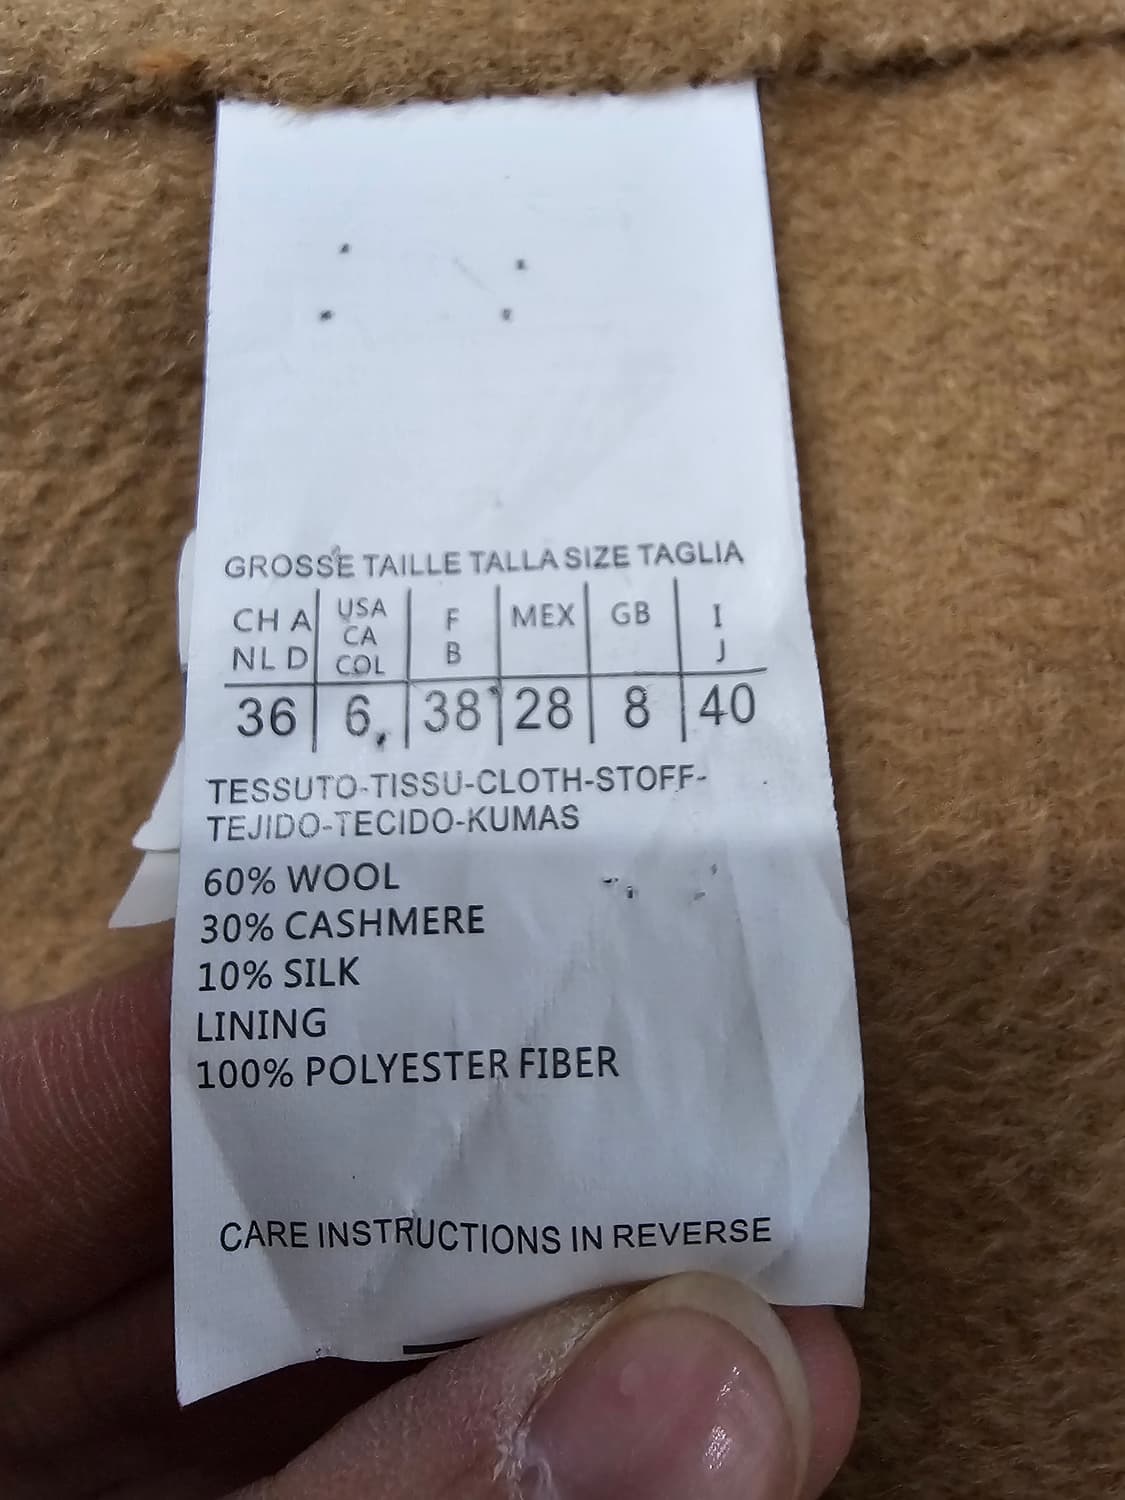 GROSSE TAILLE TALLA SIZE TAGLIA
CH A USA F MEX GB I
CA
NL D COL B J
36 6 38 28 8 40
TESSUTO-TISSU-CLOTH-STOFF-
TEJIDO-TECIDO-KUMAS
60% WOOL
30% CASHMERE
10% SILK
LINING
100% POLYESTER FIBER
CARE INSTRUCTIONS IN REVERSE